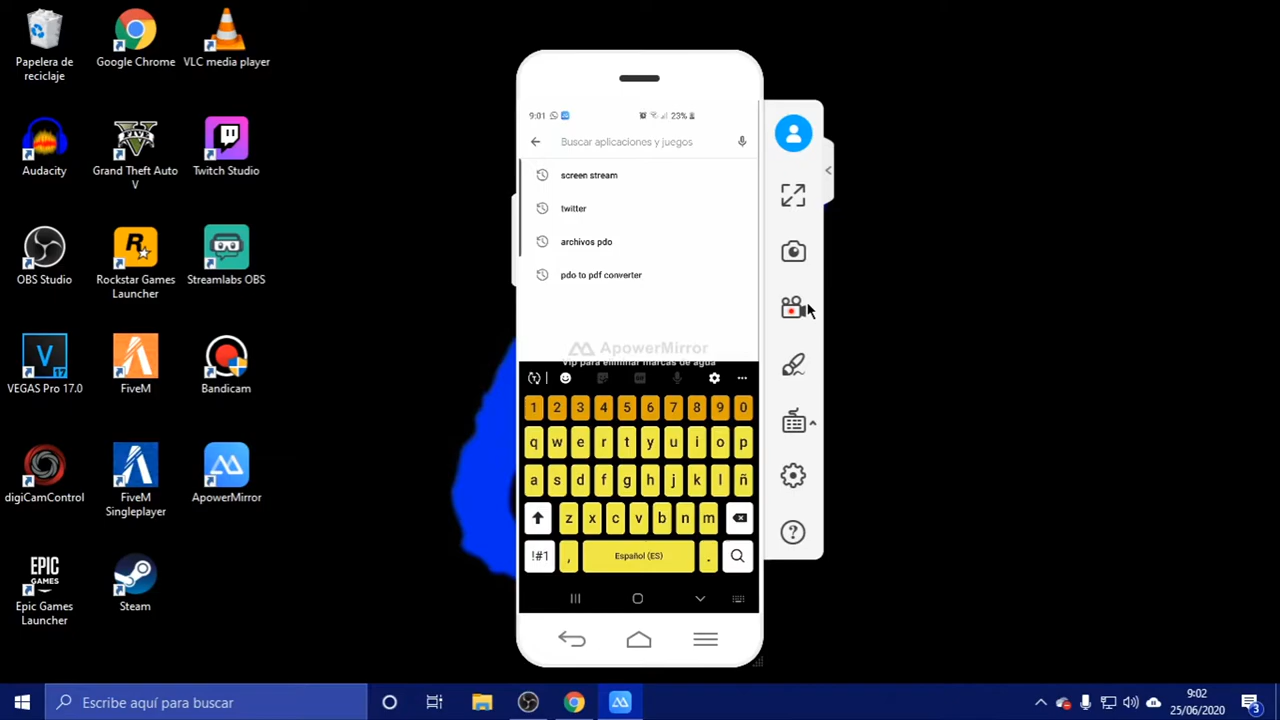 Papelera de
reciclaje
Google Chrome
VLC media player
Audacity
Grand Theft Auto
V
Twitch Studio
OBS Studio
Rockstar Games
Launcher
Streamlabs OBS
VEGAS Pro 17.0
FiveM
Bandicam
digiCamControl
FiveM
Singleplayer
ApowerMirror
EPIC
GAMES
Epic Games
Launcher
Steam
9:01
23%
Buscar aplicaciones y juegos
screen stream
twitter
archivos pdo
pdo to pdf converter
ApowerMirror
Vip para eliminar marcas de agua
1 2 3 4 5 6 7 8 9 0
q w e r t y u i o p
a s d f g h j k l ñ
z x c v b n m
!#1 , Español (ES) .
Escribe aquí para buscar
9:02
25/06/2020
3